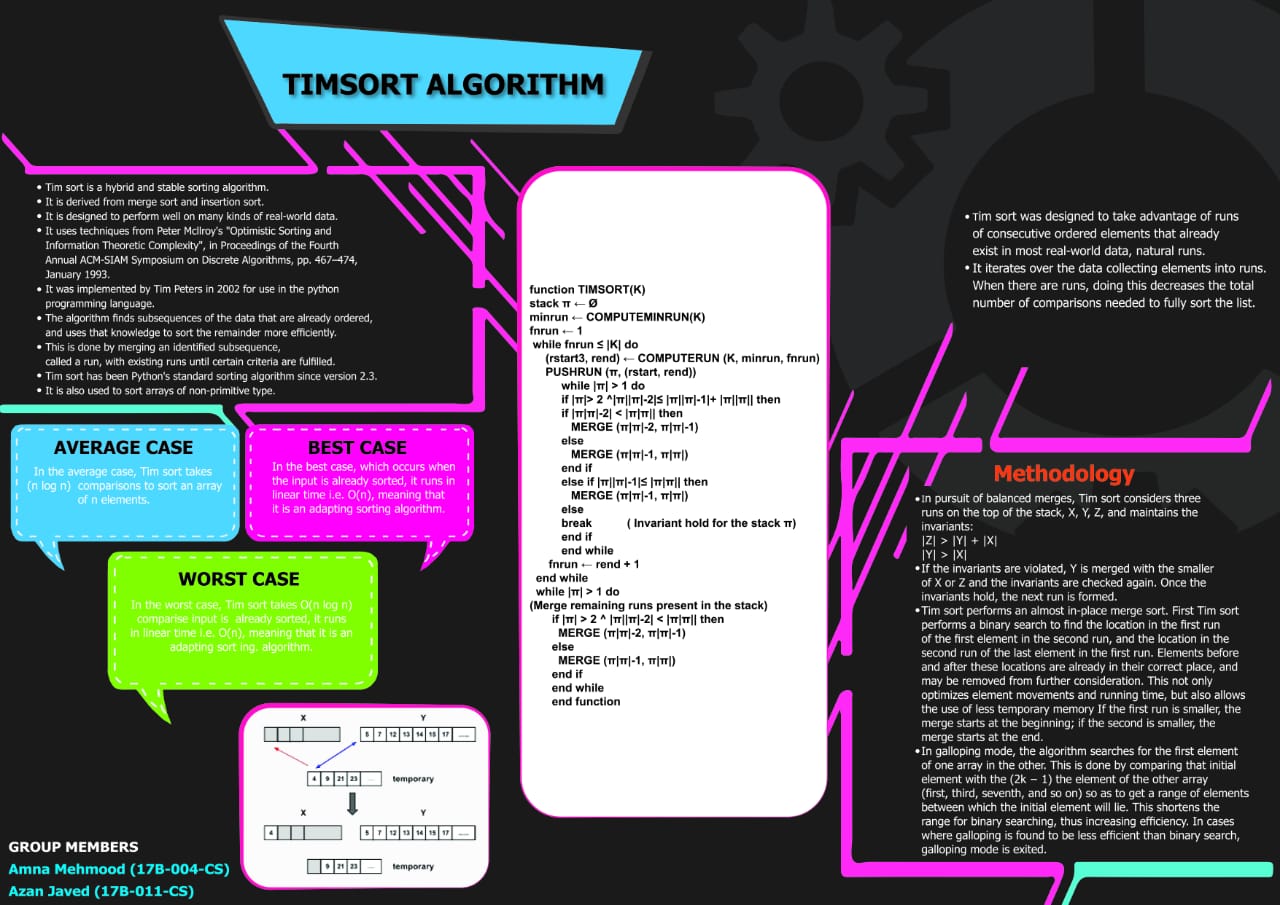 TIMSORT ALGORITHM
• Tim sort is a hybrid and stable sorting algorithm.
• It is derived from merge sort and insertion sort.
• It is designed to perform well on many kinds of real-world data.
• It uses techniques from Peter McIlroy's "Optimistic Sorting and
Information Theoretic Complexity", in Proceedings of the Fourth
Annual ACM-SIAM Symposium on Discrete Algorithms, pp. 467–474,
January 1993.
• It was implemented by Tim Peters in 2002 for use in the python
programming language.
• The algorithm finds subsequences of the data that are already ordered,
and uses that knowledge to sort the remainder more efficiently.
• This is done by merging an identified subsequence,
called a run, with existing runs until certain criteria are fulfilled.
• Tim sort has been Python's standard sorting algorithm since version 2.3.
• It is also used to sort arrays of non-primitive type.
AVERAGE CASE
In the average case, Tim sort takes
(n log n) comparisons to sort an array
of n elements.
BEST CASE
In the best case, which occurs when
the input is already sorted, it runs in
linear time i.e. O(n), meaning that
it is an adapting sorting algorithm.
WORST CASE
In the worst case, Tim sort takes O(n log n)
comparise input is already sorted, it runs
in linear time i.e. O(n), meaning that it is an
adapting sort ing. algorithm.
X Y
5 7 12 13 14 15 17 ......
4 9 21 23 ... temporary
X Y
4 5 7 12 13 14 15 17 ......
9 21 23 ... temporary
GROUP MEMBERS
Amna Mehmood (17B-004-CS)
Azan Javed (17B-011-CS)
function TIMSORT(K)
stack π ← Ø
minrun ← COMPUTEMINRUN(K)
fnrun ← 1
while fnrun ≤ |K| do
(rstart3, rend) ← COMPUTERUN (K, minrun, fnrun)
PUSHRUN (π, (rstart, rend))
while |π| > 1 do
if |π|> 2 ^|π||π|-2|≤ |π||π|-1|+ |π||π|| then
if |π|π|-2| < |π|π|| then
MERGE (π|π|-2, π|π|-1)
else
MERGE (π|π|-1, π|π|)
end if
else if |π||π|-1|≤ |π|π|| then
MERGE (π|π|-1, π|π|)
else
break ( Invariant hold for the stack π)
end if
end while
fnrun ← rend + 1
end while
while |π| > 1 do
(Merge remaining runs present in the stack)
if |π| > 2 ^ |π||π|-2| < |π|π|| then
MERGE (π|π|-2, π|π|-1)
else
MERGE (π|π|-1, π|π|)
end if
end while
end function
• Tim sort was designed to take advantage of runs
of consecutive ordered elements that already
exist in most real-world data, natural runs.
• It iterates over the data collecting elements into runs.
When there are runs, doing this decreases the total
number of comparisons needed to fully sort the list.
Methodology
• In pursuit of balanced merges, Tim sort considers three
runs on the top of the stack, X, Y, Z, and maintains the
invariants:
|Z| > |Y| + |X|
|Y| > |X|
• If the invariants are violated, Y is merged with the smaller
of X or Z and the invariants are checked again. Once the
invariants hold, the next run is formed.
• Tim sort performs an almost in-place merge sort. First Tim sort
performs a binary search to find the location in the first run
of the first element in the second run, and the location in the
second run of the last element in the first run. Elements before
and after these locations are already in their correct place, and
may be removed from further consideration. This not only
optimizes element movements and running time, but also allows
the use of less temporary memory If the first run is smaller, the
merge starts at the beginning; if the second is smaller, the
merge starts at the end.
• In galloping mode, the algorithm searches for the first element
of one array in the other. This is done by comparing that initial
element with the (2k − 1) the element of the other array
(first, third, seventh, and so on) so as to get a range of elements
between which the initial element will lie. This shortens the
range for binary searching, thus increasing efficiency. In cases
where galloping is found to be less efficient than binary search,
galloping mode is exited.